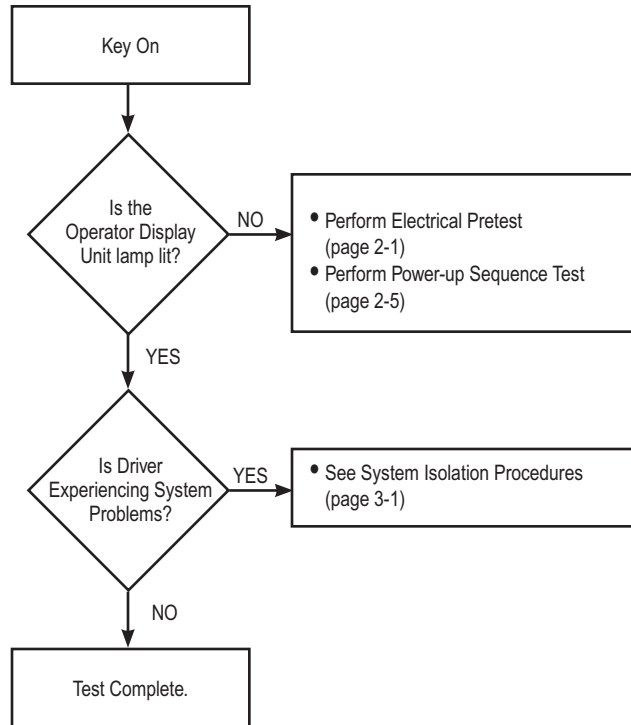 Key On
Is the
Operator Display
Unit lamp lit?
NO
• Perform Electrical Pretest
(page 2-1)
• Perform Power-up Sequence Test
(page 2-5)
YES
Is Driver
Experiencing System
Problems?
YES
• See System Isolation Procedures
(page 3-1)
NO
Test Complete.